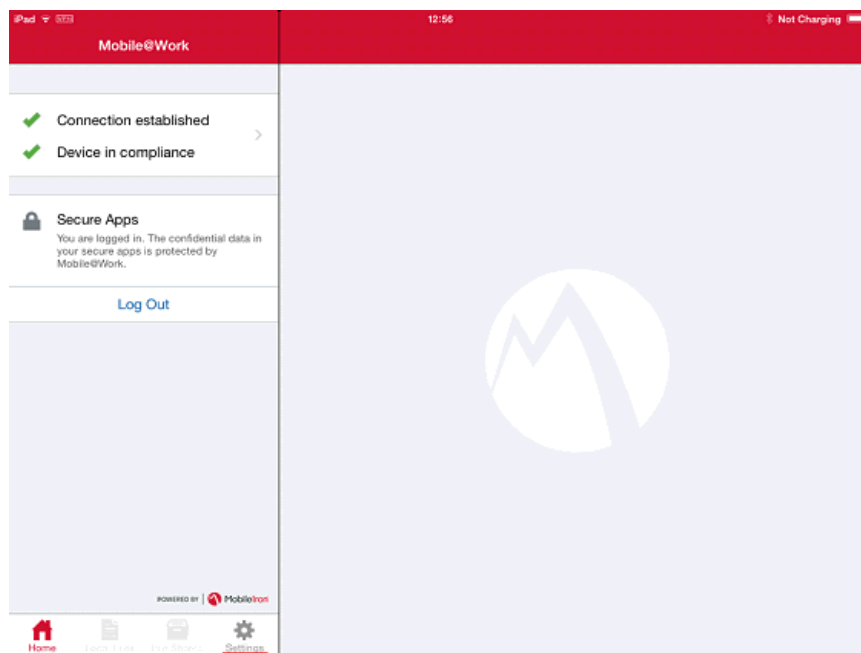 iPad VPN 12:56 Not Charging
Mobile@Work
Connection established
Device in compliance
Secure Apps
You are logged in. The confidential data in
your secure apps is protected by
Mobile@Work.
Log Out
POWERED BY MobileIron
Home Settings